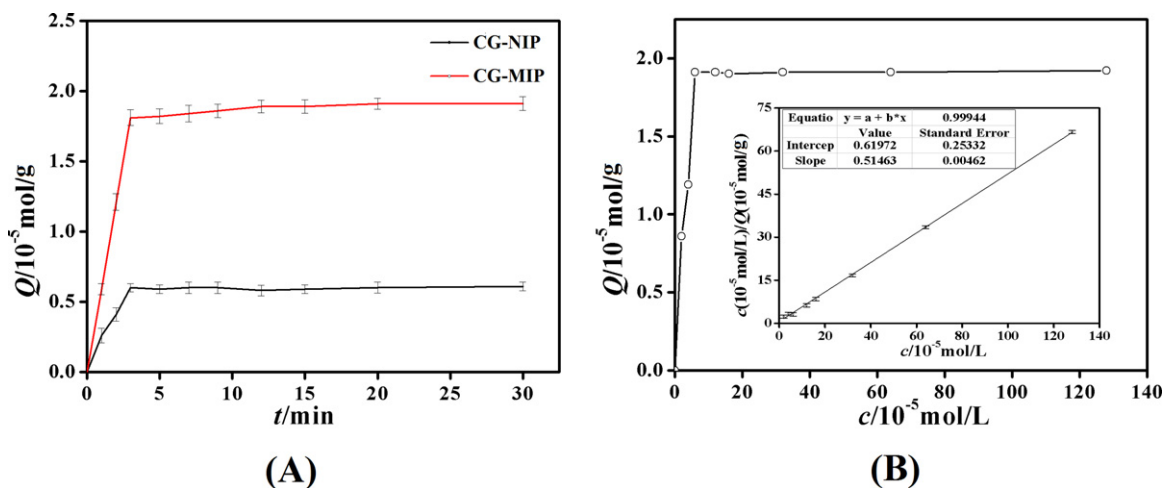 2.5
2.0
1.5
1.0
0.5
0.0
Q/10⁻⁵ mol/g
CG-NIP
CG-MIP
0 5 10 15 20 25 30
t/min
(A)
2.0
1.5
1.0
0.5
0.0
Q/10⁻⁵ mol/g
75
60
45
30
15
0
c(10⁻⁵mol/L)/Q(10⁻⁵mol/g)
Equatio y = a + b*x 0.99944
Value Standard Error
Intercep 0.61972 0.25332
Slope 0.51463 0.00462
0 20 40 60 80 100 120 140
c/10⁻⁵mol/L
0 20 40 60 80 100 120 140
c/10⁻⁵mol/L
(B)